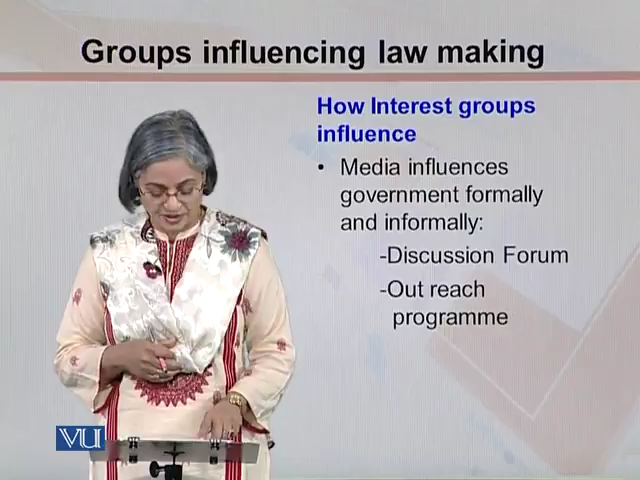 Groups influencing law making
How Interest groups
influence
• Media influences
government formally
and informally:
-Discussion Forum
-Out reach
programme
VU